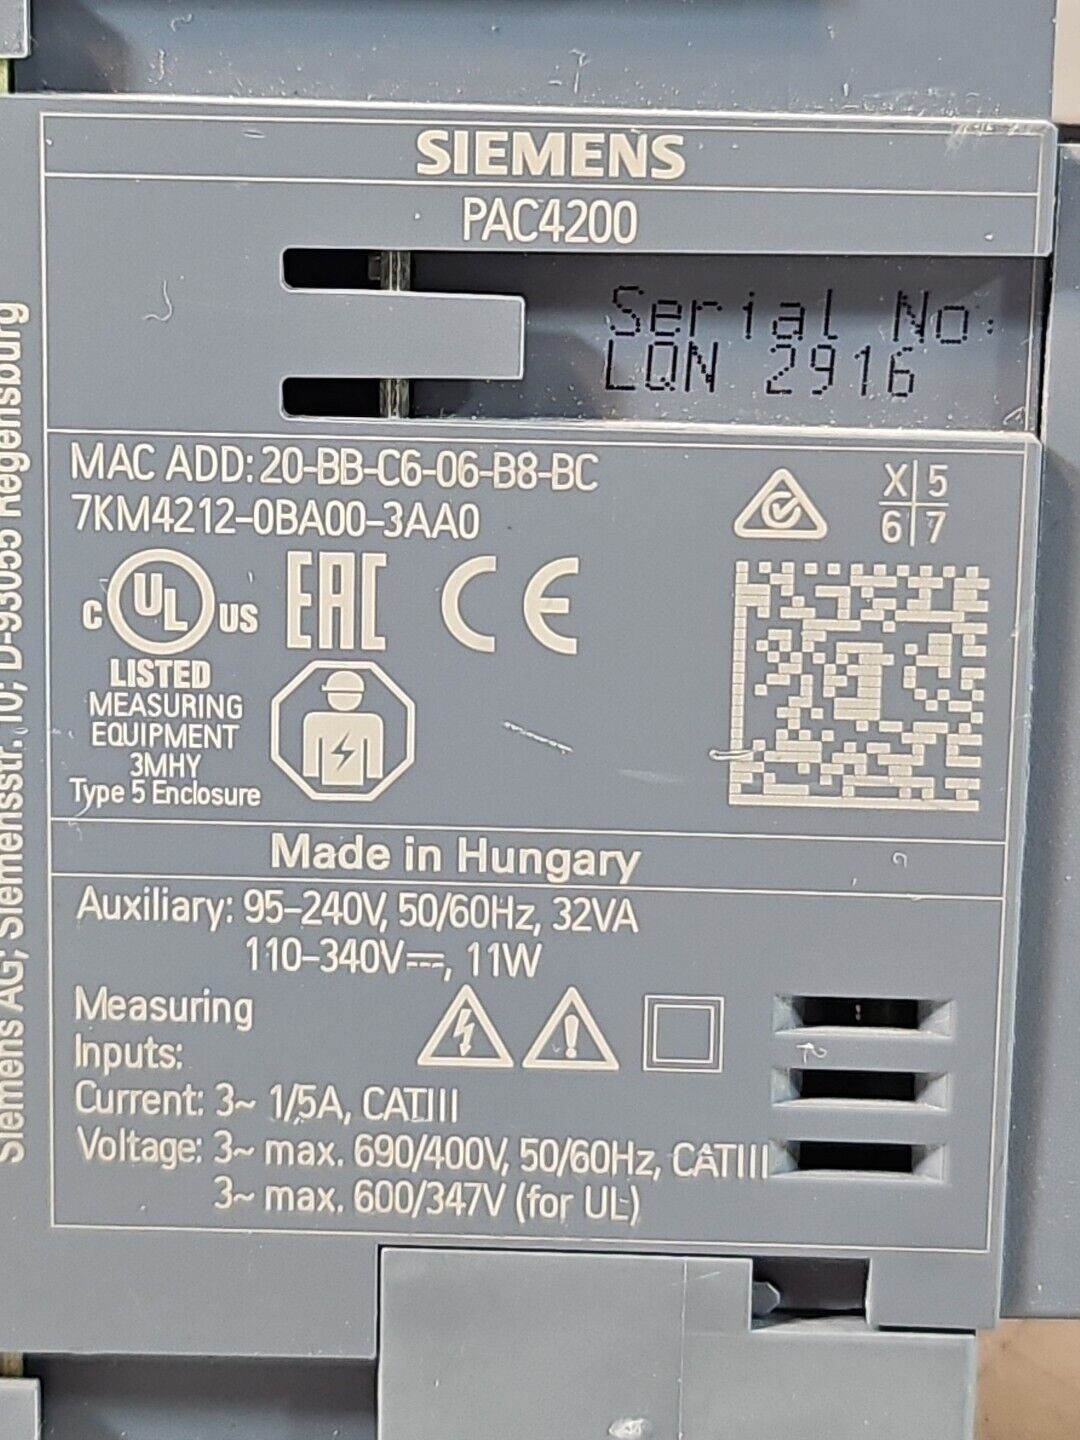 SIEMENS
PAC4200
Serial No:
LQN 2916
MAC ADD: 20-BB-C6-06-B8-BC
7KM4212-0BA00-3AA0
X 5
6 7
C UL US
LISTED
MEASURING
EQUIPMENT
3MHY
Type 5 Enclosure
EAC
CE
Made in Hungary
Auxiliary: 95-240V, 50/60Hz, 32VA
110-340V⎓, 11W
Measuring
Inputs:
Current: 3~ 1/5A, CATIII
Voltage: 3~ max. 690/400V, 50/60Hz, CATIII
3~ max. 600/347V (for UL)
Siemens AG, Siemensstr. 10; D-93055 Regensburg